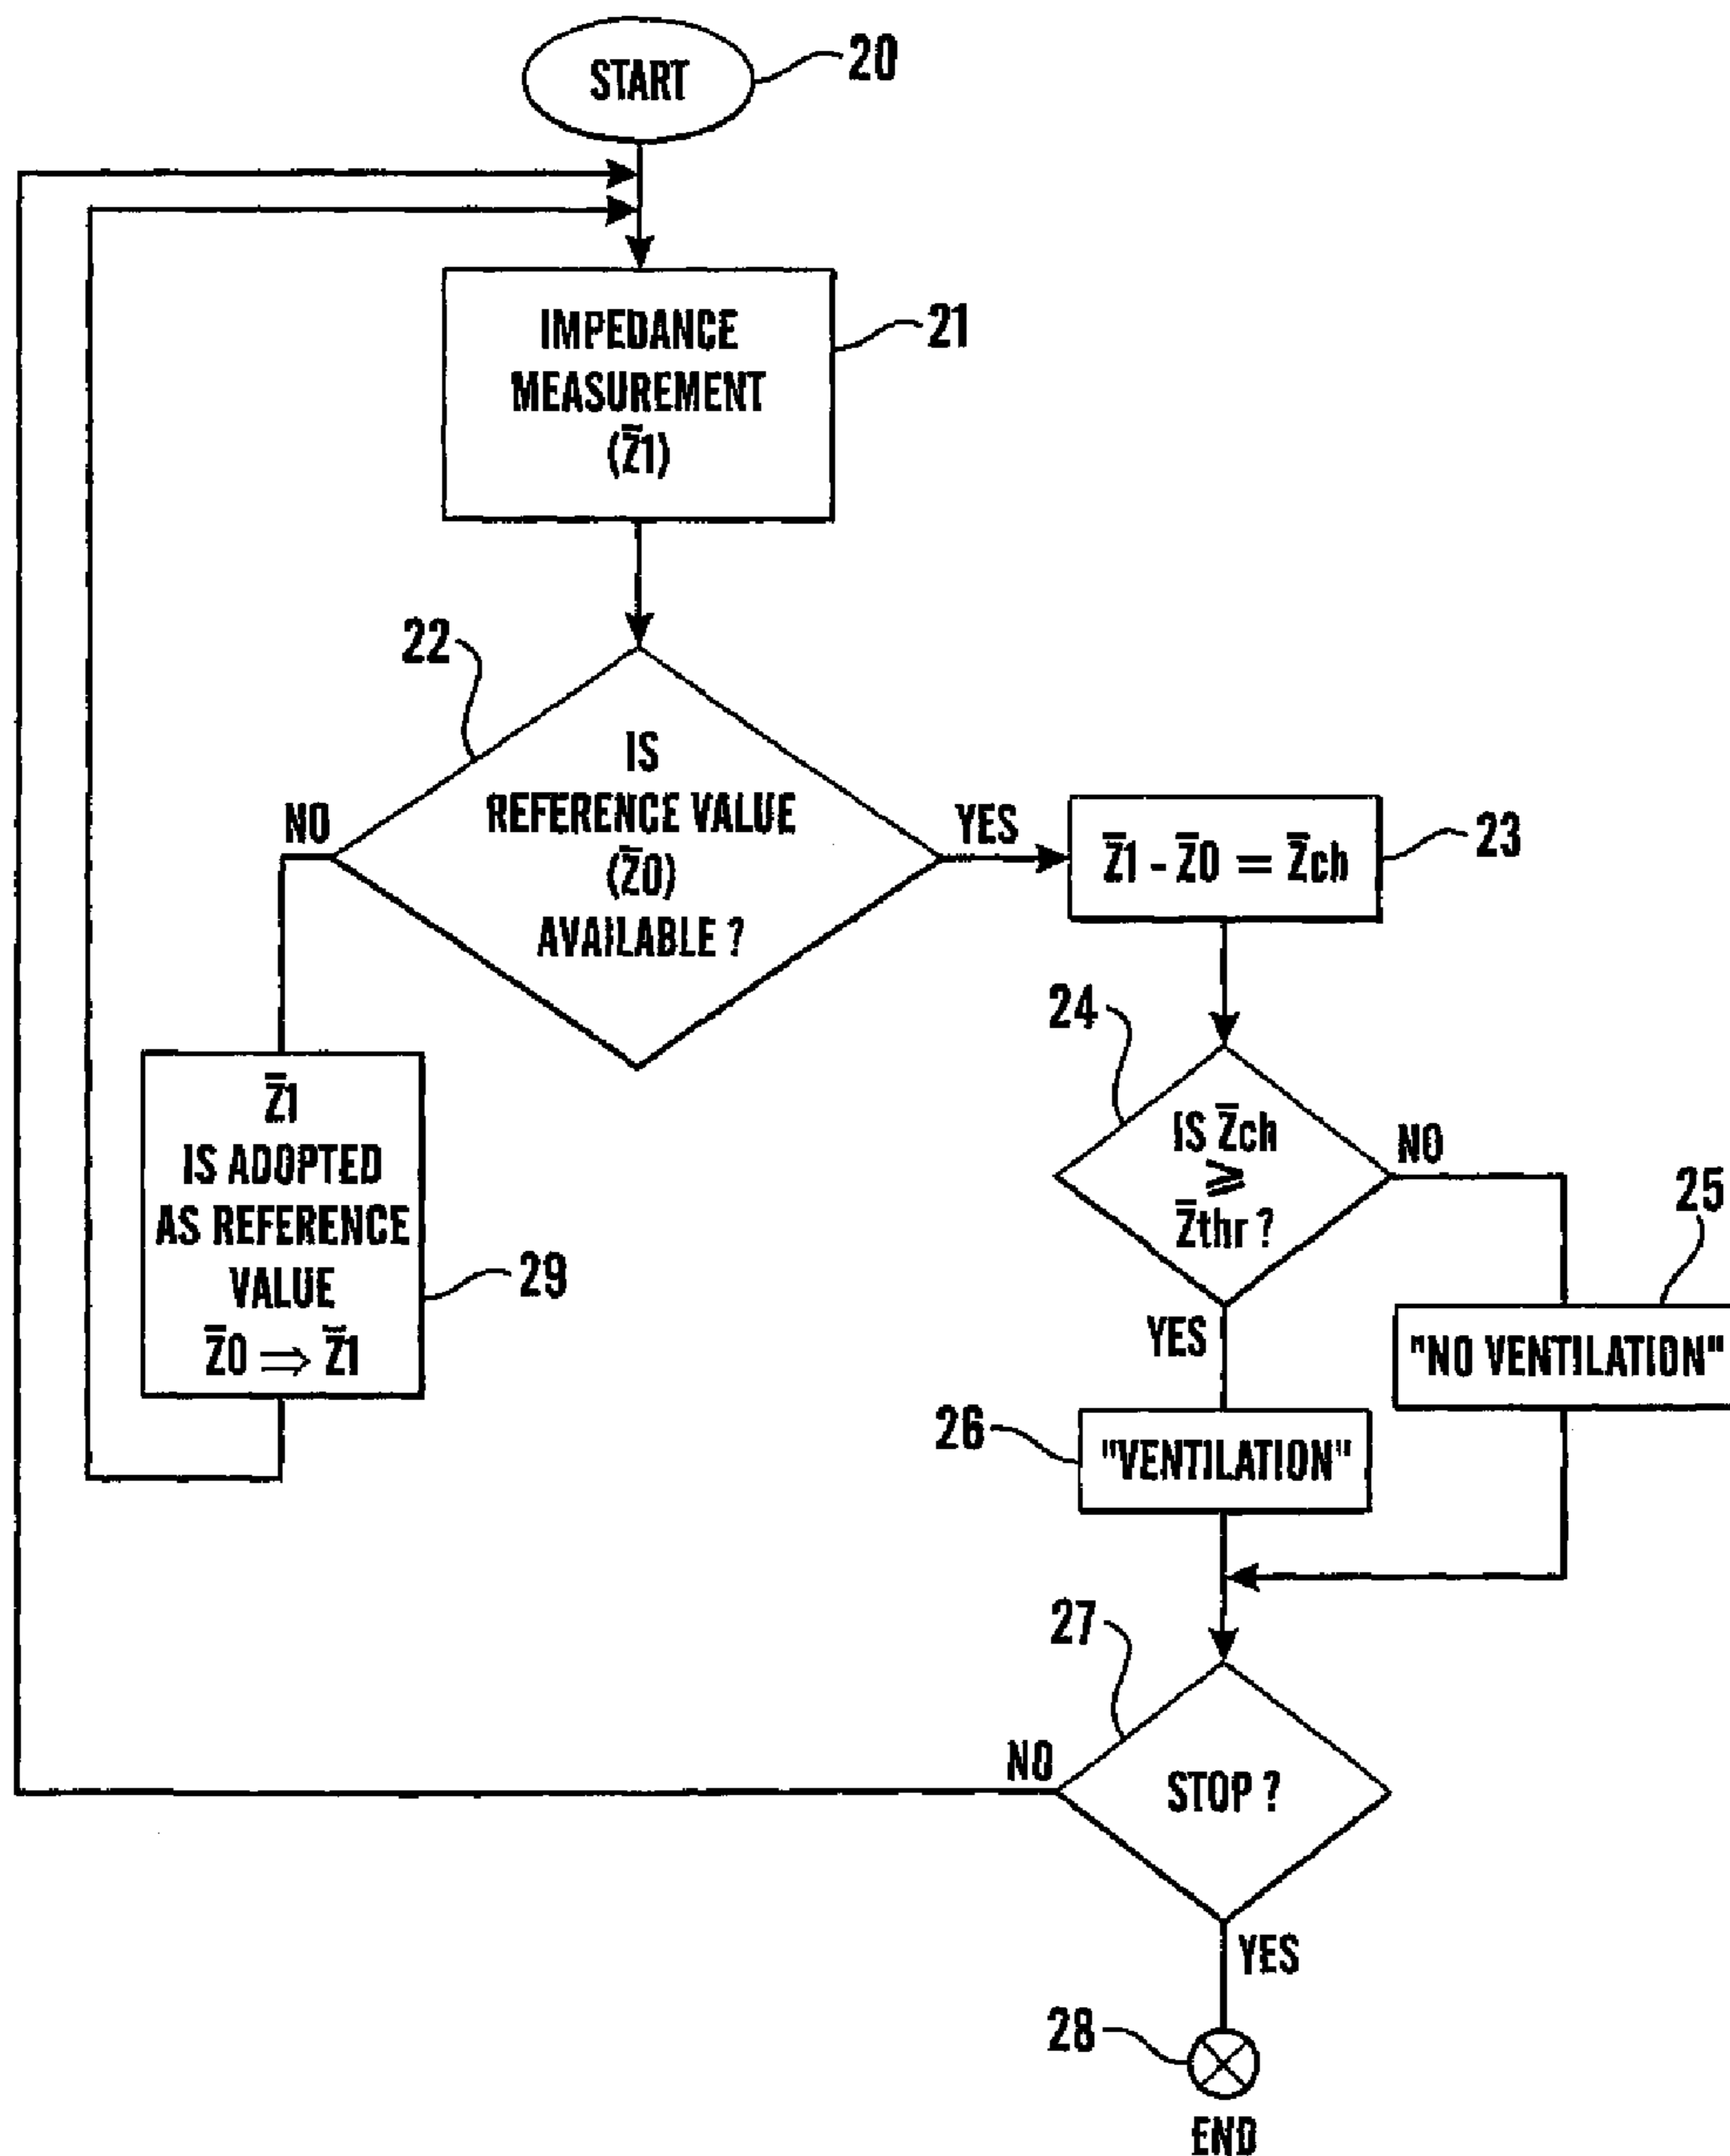 START
20
IMPEDANCE
MEASUREMENT
(Z̄1)
21
22
IS
REFERENCE VALUE
(Z̄0)
AVAILABLE ?
NO
YES
Z̄1 - Z̄0 = Z̄ch
23
24
IS Z̄ch
⩾
Z̄thr ?
NO
YES
25
"NO VENTILATION"
26
"VENTILATION"
Z̄1
IS ADOPTED
AS REFERENCE
VALUE
Z̄0 ⇒ Z̄1
29
27
STOP ?
NO
YES
28
END